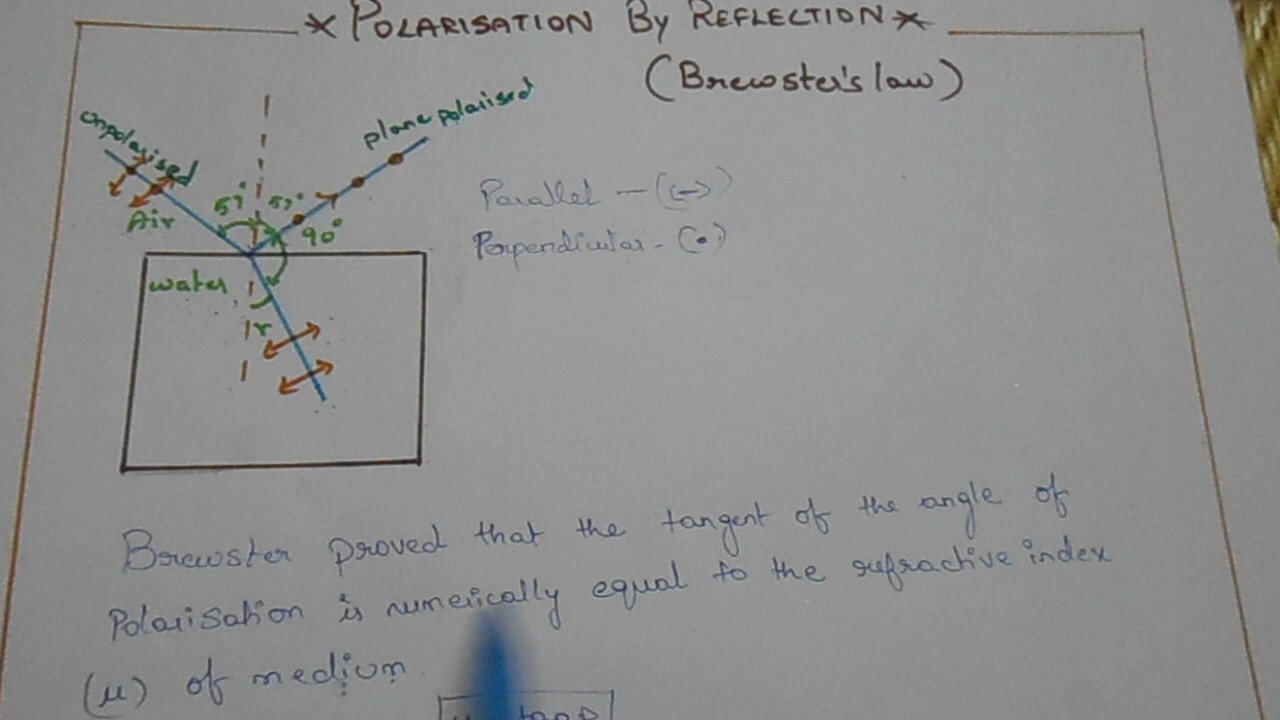 * POLARISATION By REFLECTION *
(Brewster's law)
unpolarised
plane polarised
Air
57° 57°
90°
Parallel - (↔)
Perpendicular - (•)
water
r
Brewster proved that the tangent of the angle of
Polarisation is numerically equal to the refractive index
(μ) of medium.